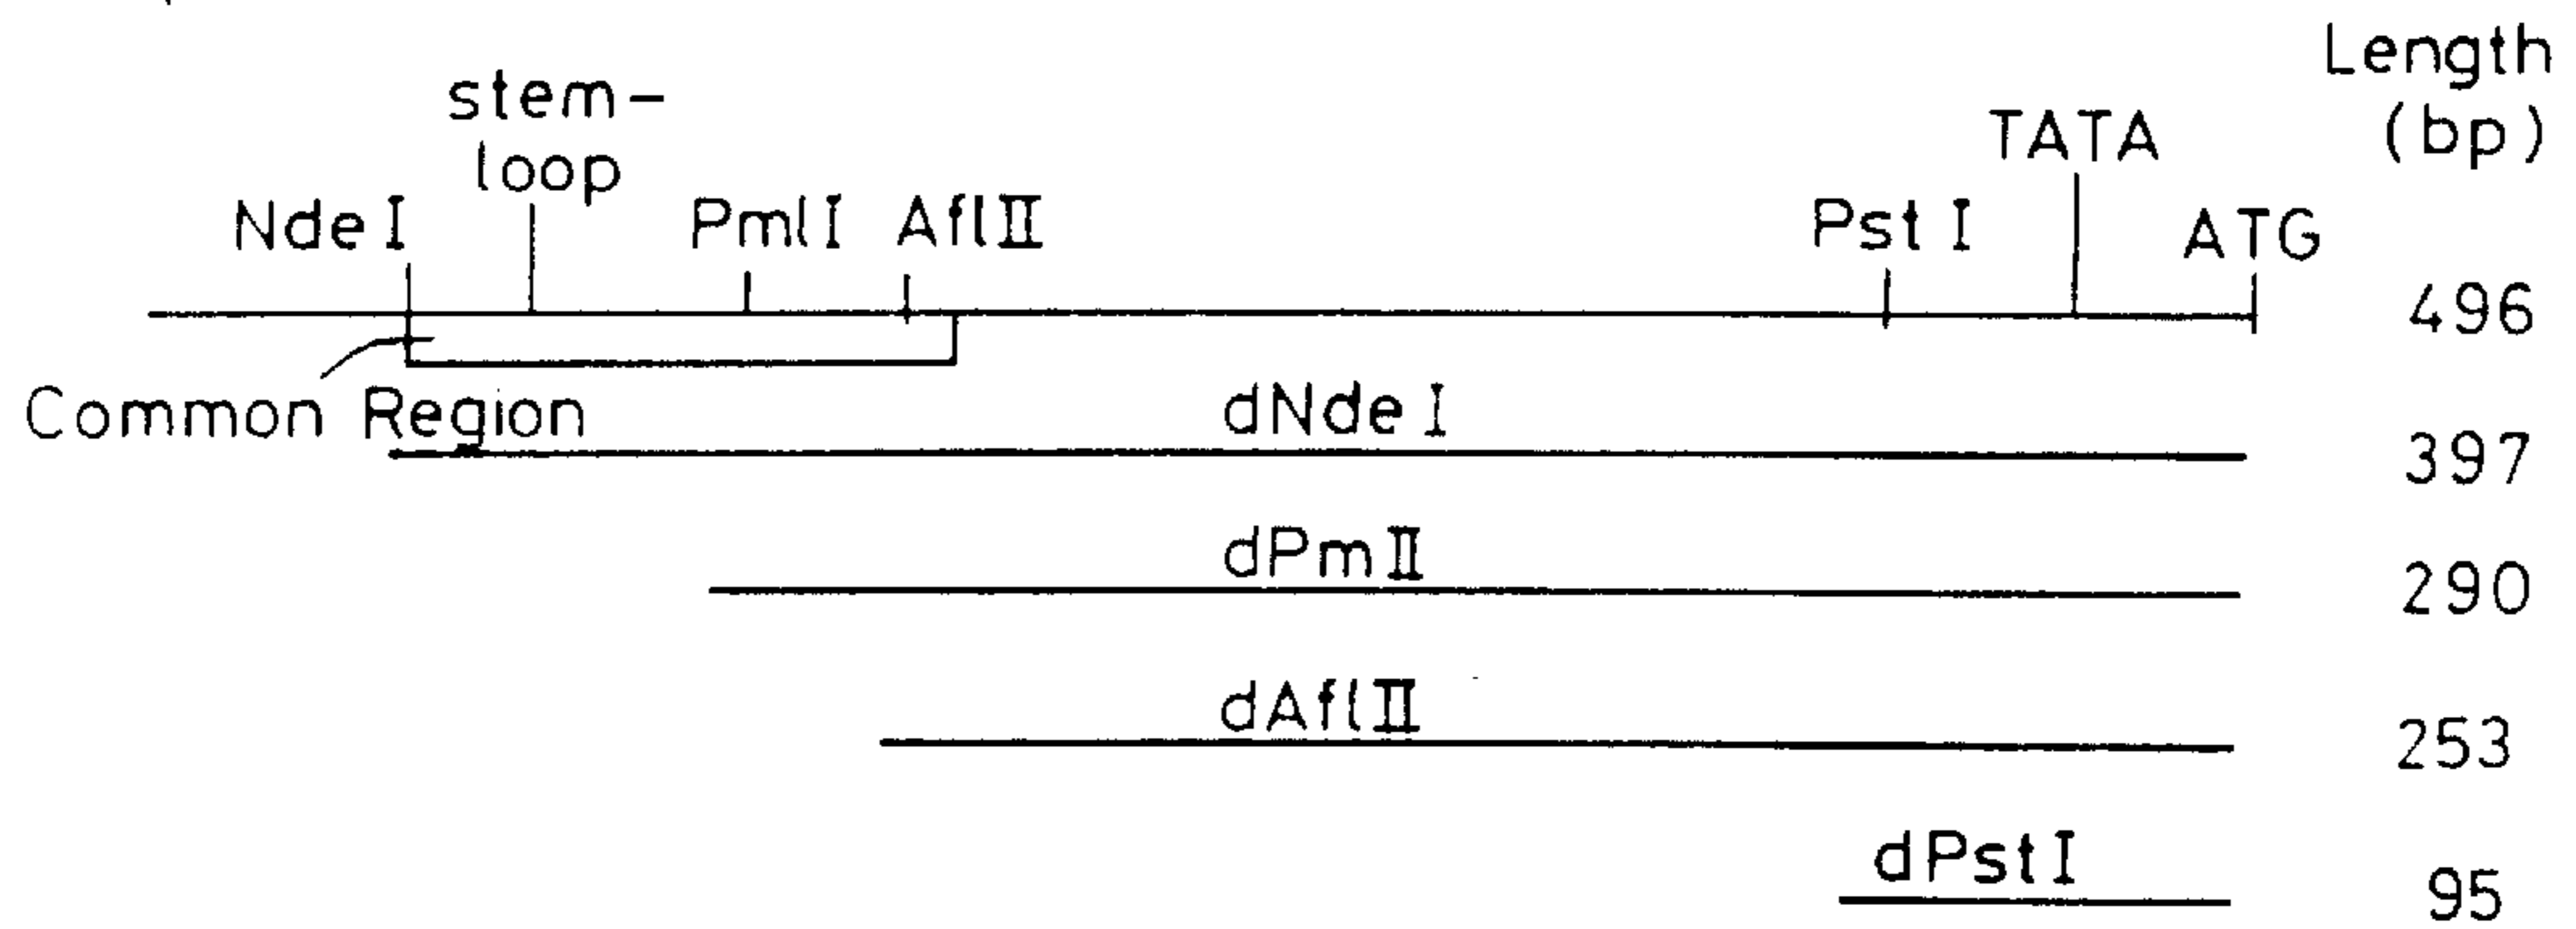 Length
(bp)
stem-
loop
TATA
Nde I
Pml I
Afl II
Pst I
ATG
496
Common Region
dNde I
397
dPm II
290
dAfl II
253
dPst I
95